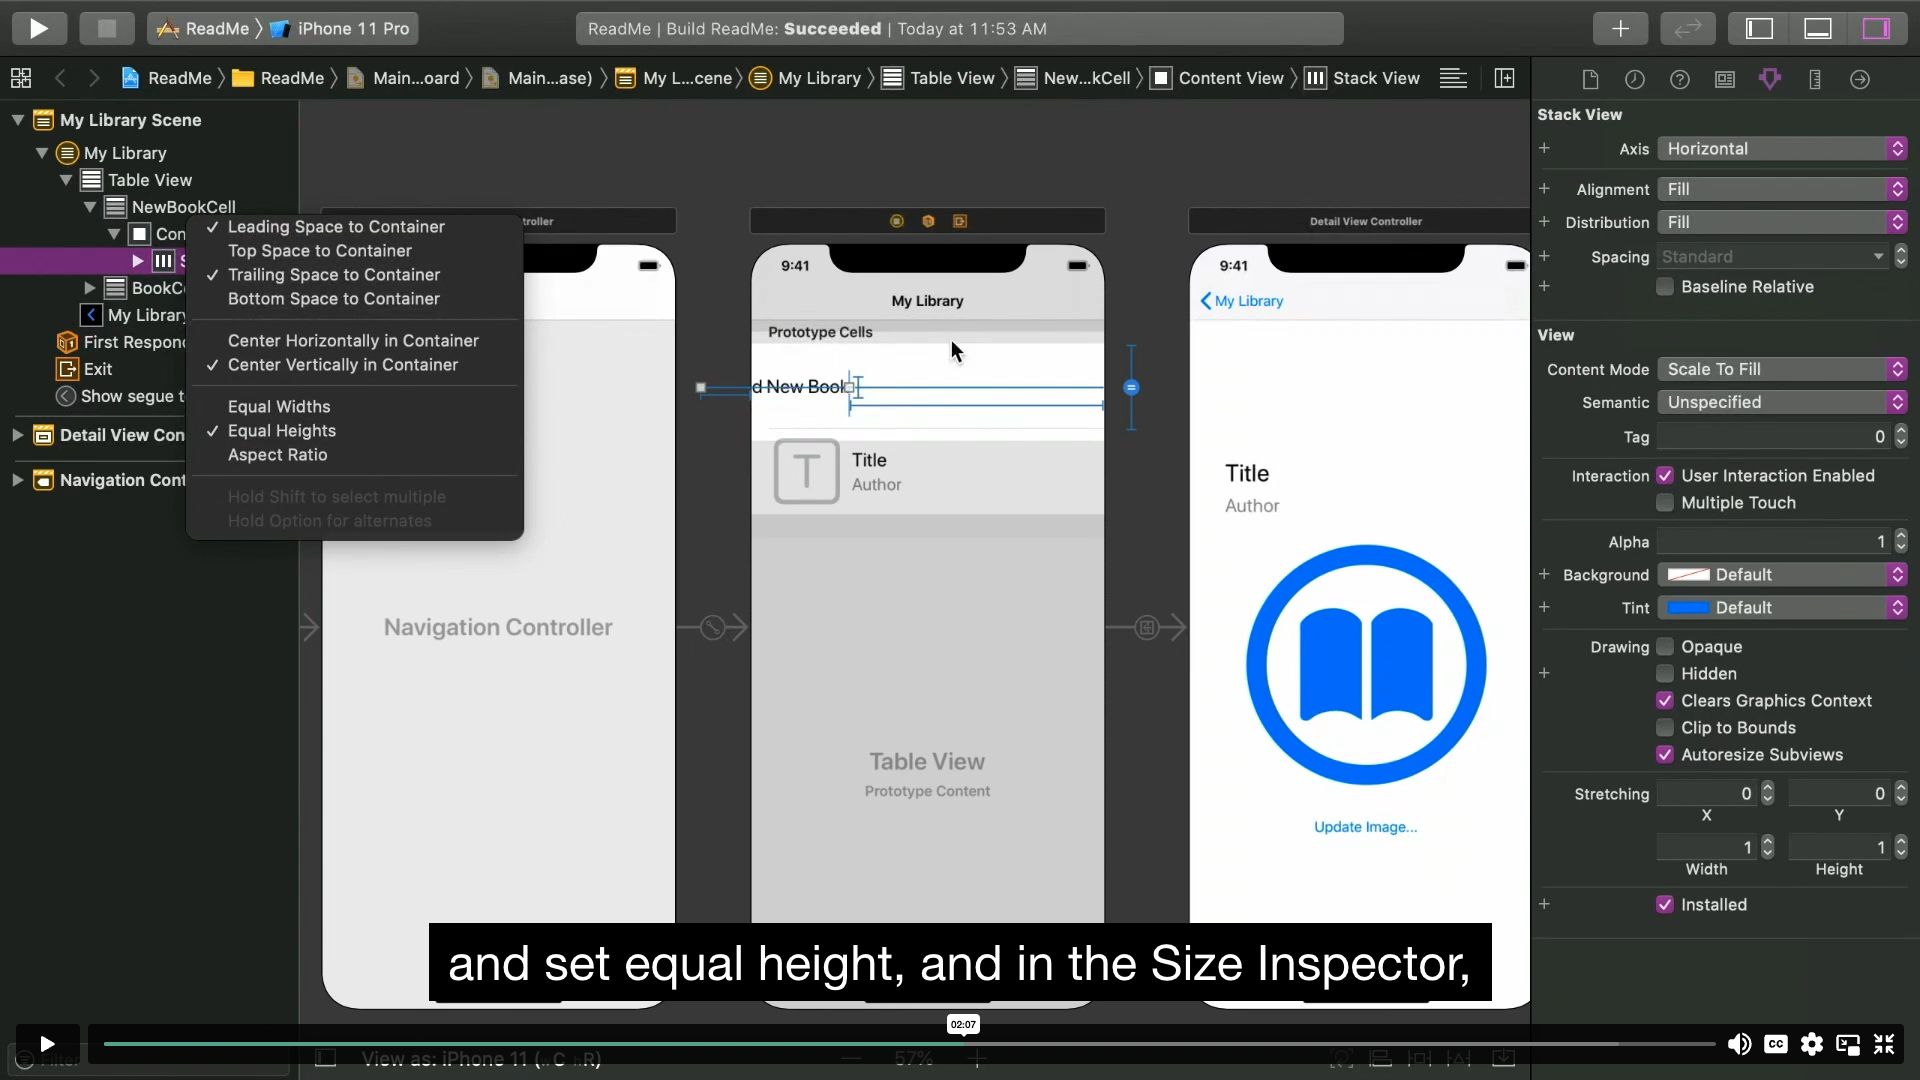 ReadMe
iPhone 11 Pro
ReadMe | Build ReadMe: Succeeded | Today at 11:53 AM
ReadMe
ReadMe
Main...oard
Main...ase)
My L...cene
My Library
Table View
New...kCell
Content View
Stack View
My Library Scene
My Library
Table View
NewBookCell
Con
S
BookCe
My Library
First Respon
Exit
Show segue t
Detail View Con
Navigation Cont
Leading Space to Container
Top Space to Container
Trailing Space to Container
Bottom Space to Container
Center Horizontally in Container
Center Vertically in Container
Equal Widths
Equal Heights
Aspect Ratio
Hold Shift to select multiple
Hold Option for alternates
troller
Navigation Controller
9:41
My Library
Prototype Cells
d New Book
T
Title
Author
Table View
Prototype Content
Detail View Controller
9:41
My Library
Title
Author
Update Image...
Stack View
Axis Horizontal
Alignment Fill
Distribution Fill
Spacing Standard
Baseline Relative
View
Content Mode Scale To Fill
Semantic Unspecified
Tag 0
Interaction User Interaction Enabled
Multiple Touch
Alpha 1
Background Default
Tint Default
Drawing Opaque
Hidden
Clears Graphics Context
Clip to Bounds
Autoresize Subviews
Stretching 0 0
X Y
1 1
Width Height
Installed
and set equal height, and in the Size Inspector,
02:07
Filter
View as: iPhone 11 (wC hR)
57%
CC